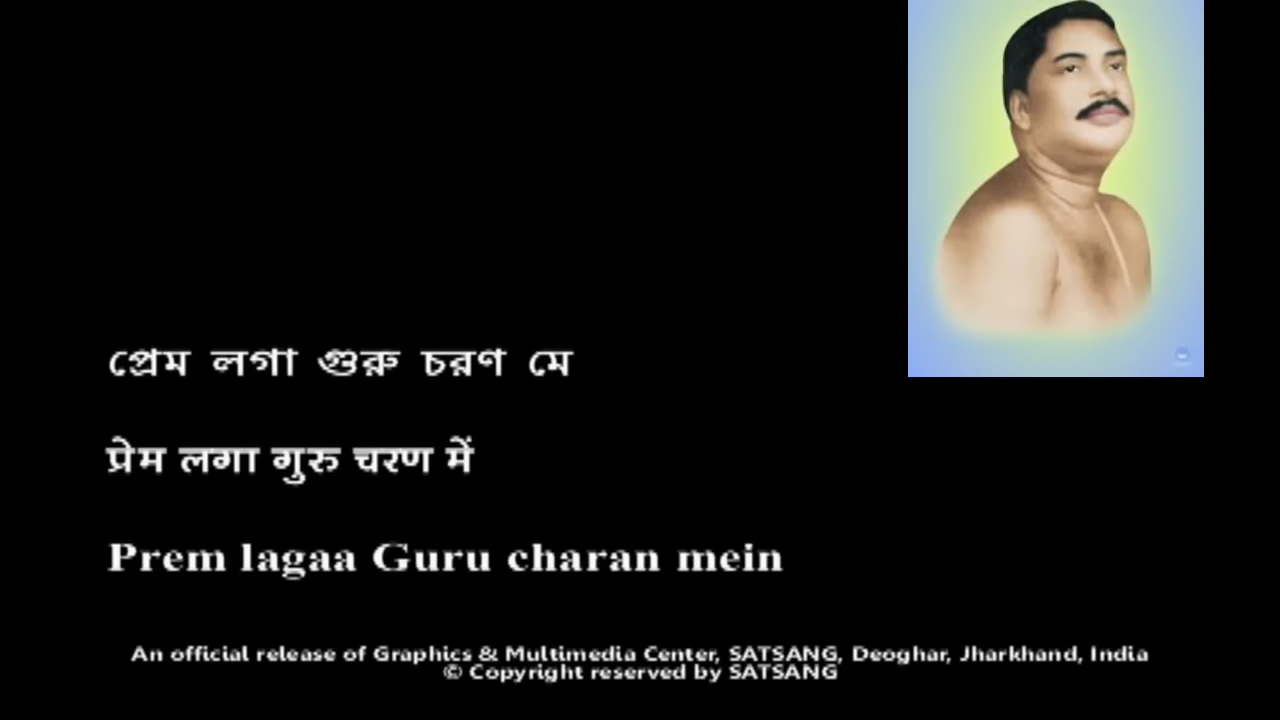 প্রেম লগা গুরু চরণ মে
प्रेम लगा गुरु चरण में
Prem lagaa Guru charan mein
An official release of Graphics & Multimedia Center, SATSANG, Deoghar, Jharkhand, India
© Copyright reserved by SATSANG